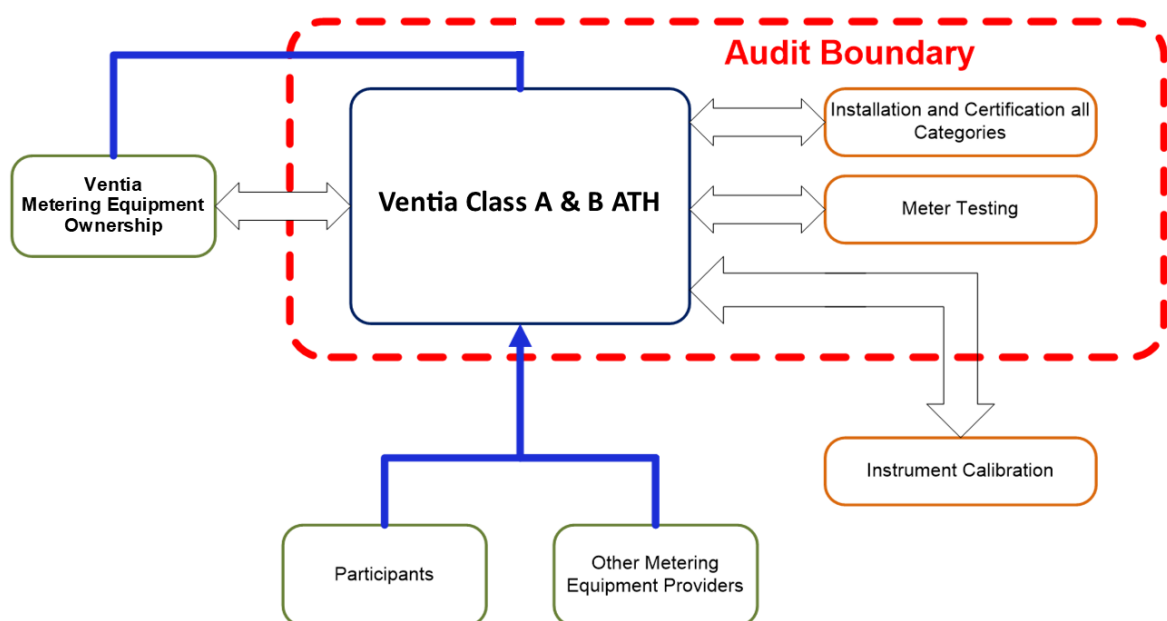 Audit Boundary
Installation and Certification all
Categories
Ventia
Metering Equipment
Ownership
Ventia Class A & B ATH
Meter Testing
Instrument Calibration
Participants
Other Metering
Equipment Providers